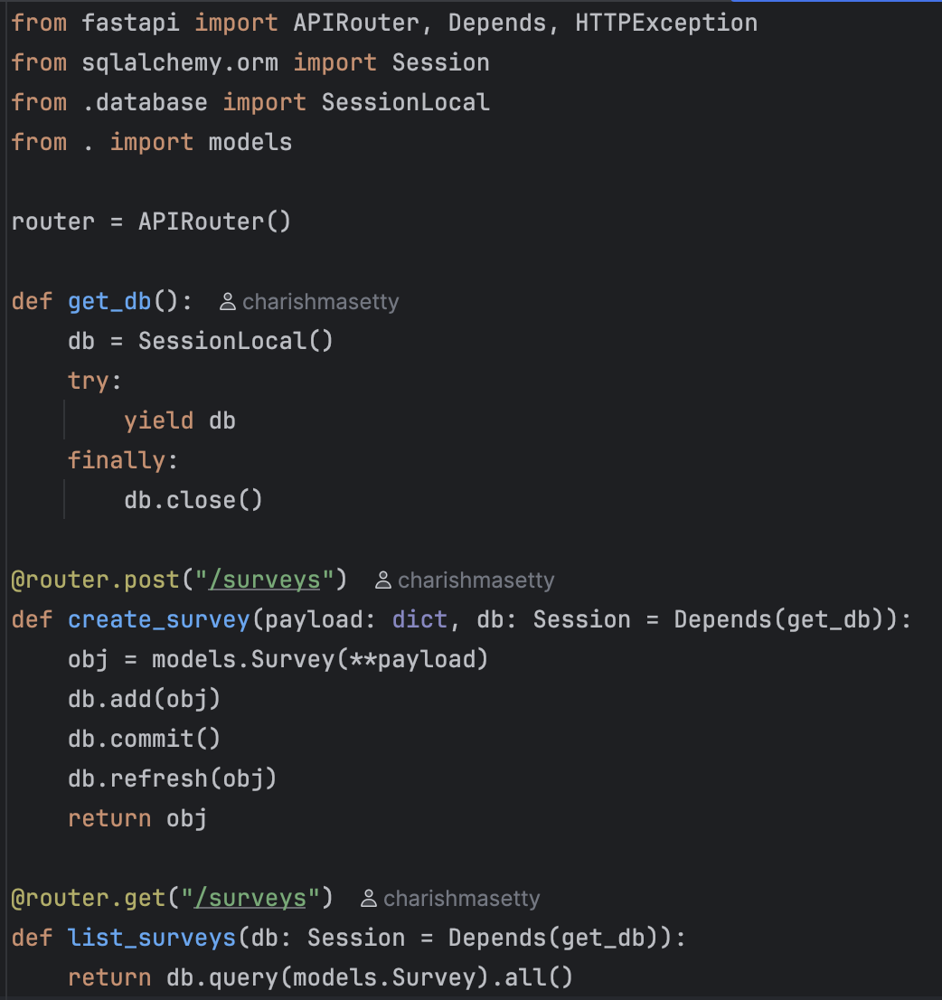 from fastapi import APIRouter, Depends, HTTPException
from sqlalchemy.orm import Session
from .database import SessionLocal
from . import models
router = APIRouter()
def get_db(): charishmasetty
    db = SessionLocal()
    try:
        yield db
    finally:
        db.close()
@router.post("/surveys") charishmasetty
def create_survey(payload: dict, db: Session = Depends(get_db)):
    obj = models.Survey(**payload)
    db.add(obj)
    db.commit()
    db.refresh(obj)
    return obj
@router.get("/surveys") charishmasetty
def list_surveys(db: Session = Depends(get_db)):
    return db.query(models.Survey).all()